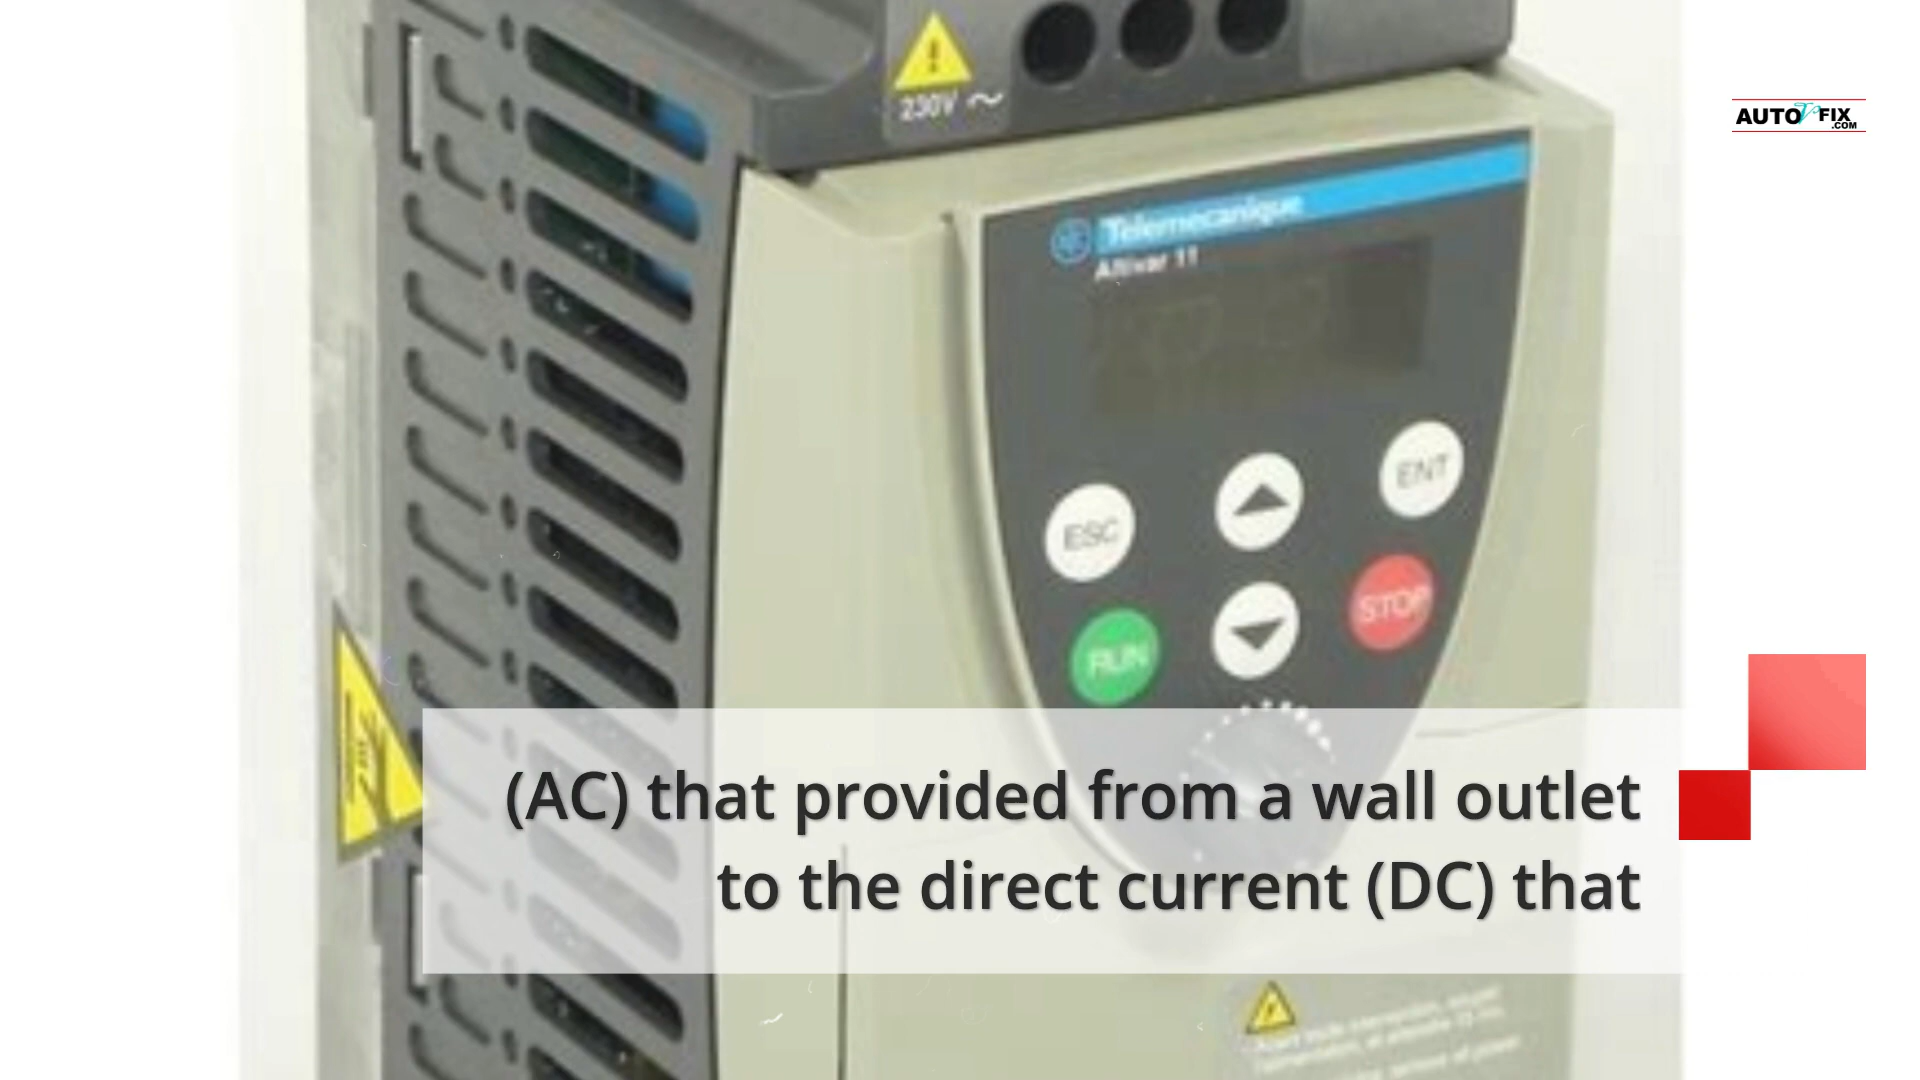 230V ~
AUTO FIX
.COM
Telemecanique
Altivar 11
ENT
ESC
STOP
RUN
(AC) that provided from a wall outlet
to the direct current (DC) that